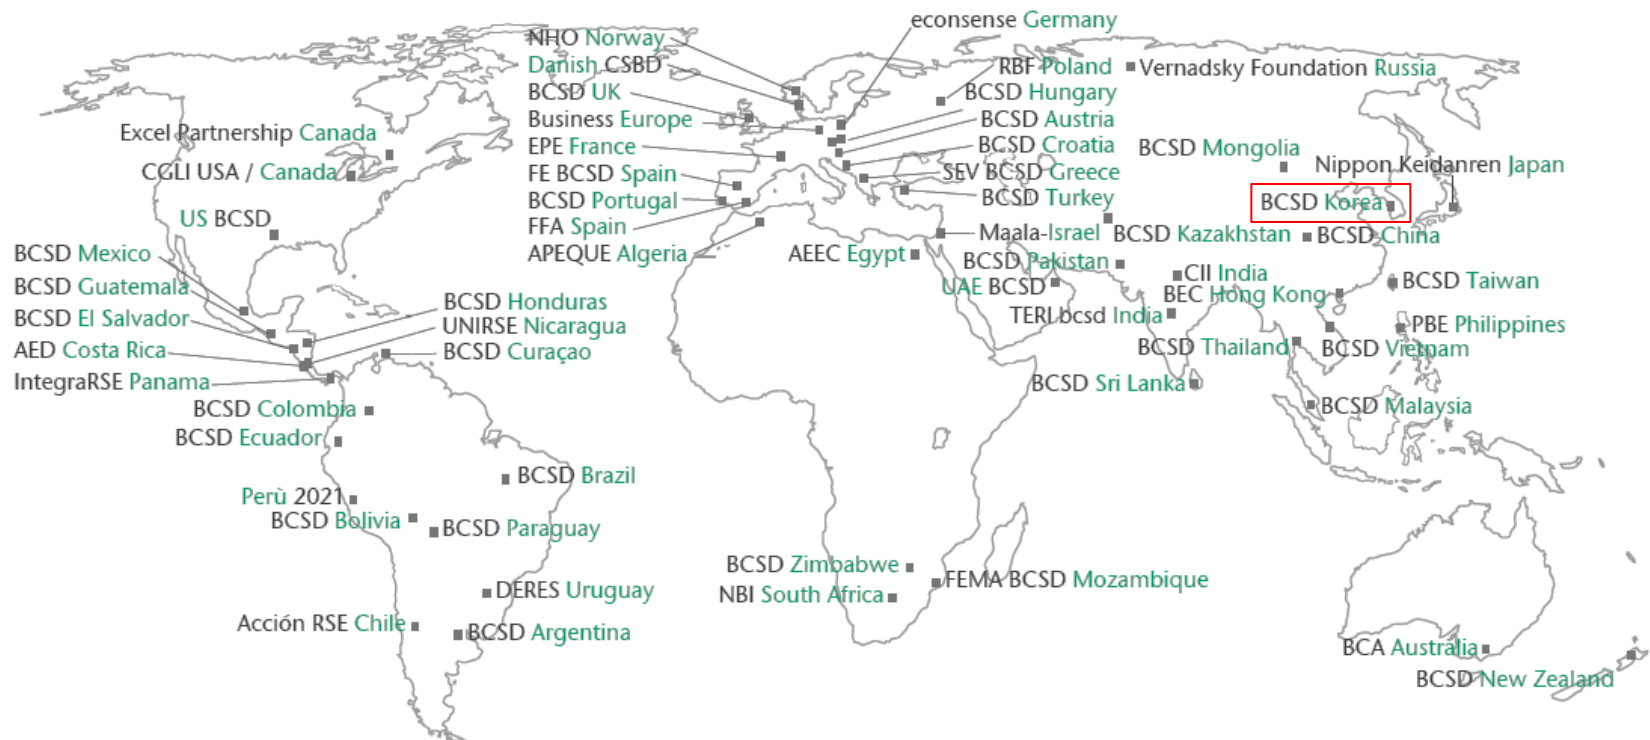 econsense Germany
NHO Norway
Danish CSBD
RBF Poland
Vernadsky Foundation Russia
BCSD UK
BCSD Hungary
Business Europe
BCSD Austria
Excel Partnership Canada
EPE France
BCSD Croatia
BCSD Mongolia
Nippon Keidanren Japan
CGLI USA / Canada
FE BCSD Spain
SEV BCSD Greece
BCSD Portugal
BCSD Turkey
BCSD Korea
US BCSD
FFA Spain
Maala-Israel
BCSD Kazakhstan
BCSD China
BCSD Mexico
APEQUE Algeria
AEEC Egypt
BCSD Pakistan
CII India
BCSD Taiwan
BCSD Guatemala
UAE BCSD
BEC Hong Kong
BCSD Honduras
BCSD El Salvador
TERI bcsd India
PBE Philippines
UNIRSE Nicaragua
AED Costa Rica
BCSD Curaçao
BCSD Thailand
BCSD Vietnam
IntegraRSE Panama
BCSD Sri Lanka
BCSD Colombia
BCSD Malaysia
BCSD Ecuador
BCSD Brazil
Perù 2021
BCSD Bolivia
BCSD Paraguay
BCSD Zimbabwe
FEMA BCSD Mozambique
DERES Uruguay
NBI South Africa
Acción RSE Chile
BCSD Argentina
BCA Australia
BCSD New Zealand